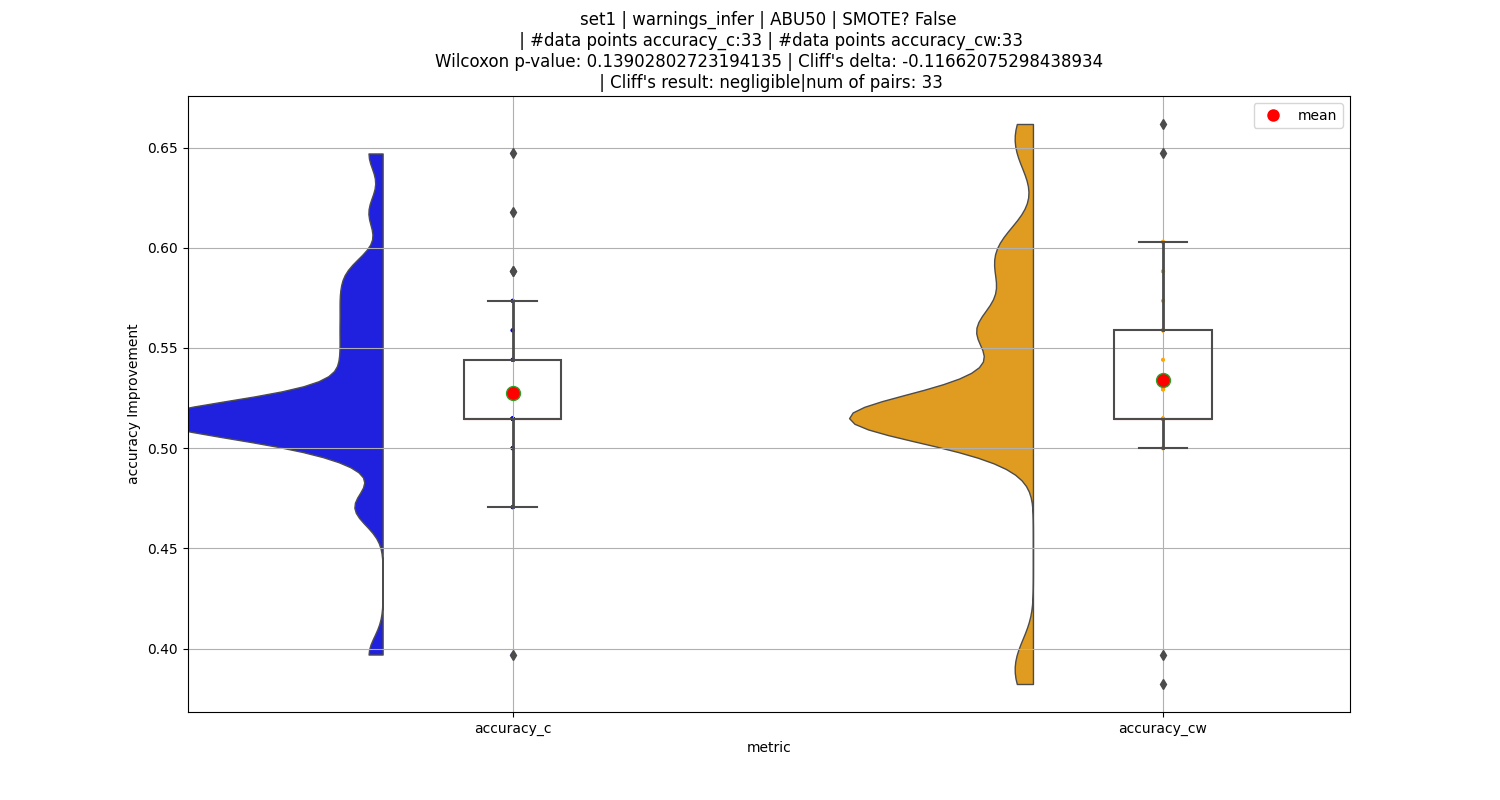 set1 | warnings_infer | ABU50 | SMOTE? False
| #data points accuracy_c:33 | #data points accuracy_cw:33
Wilcoxon p-value: 0.13902802723194135 | Cliff's delta: -0.11662075298438934
| Cliff's result: negligible|num of pairs: 33
mean
0.65
0.60
0.55
0.50
0.45
0.40
accuracy Improvement
accuracy_c
accuracy_cw
metric